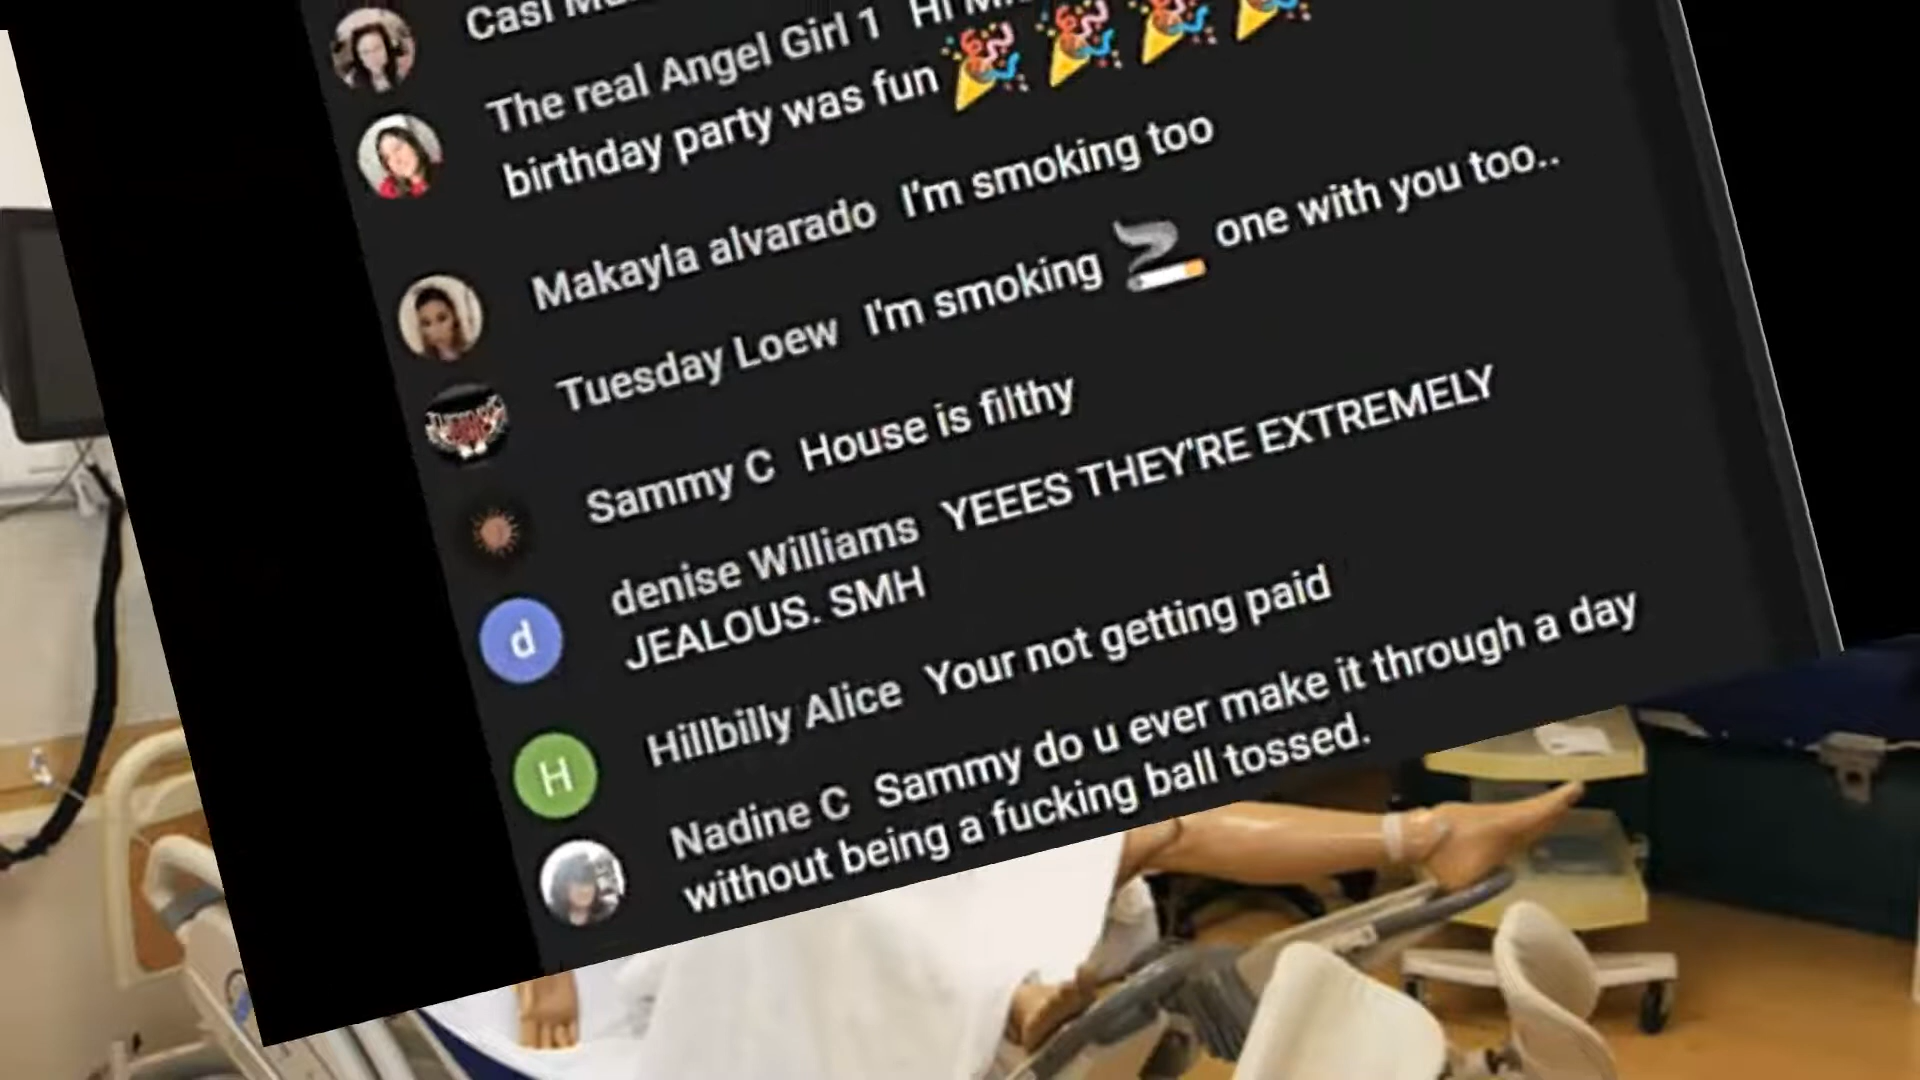 Casi
The real Angel Girl 1 Hi
birthday party was fun 🎉 🎉 🎉 🎉
Makayla alvarado I'm smoking too
Tuesday Loew I'm smoking 🚬 one with you too..
Sammy C House is filthy
denise Williams YEEES THEY'RE EXTREMELY
JEALOUS. SMH
d
Hillbilly Alice Your not getting paid
H
Nadine C Sammy do u ever make it through a day
without being a fucking ball tossed.